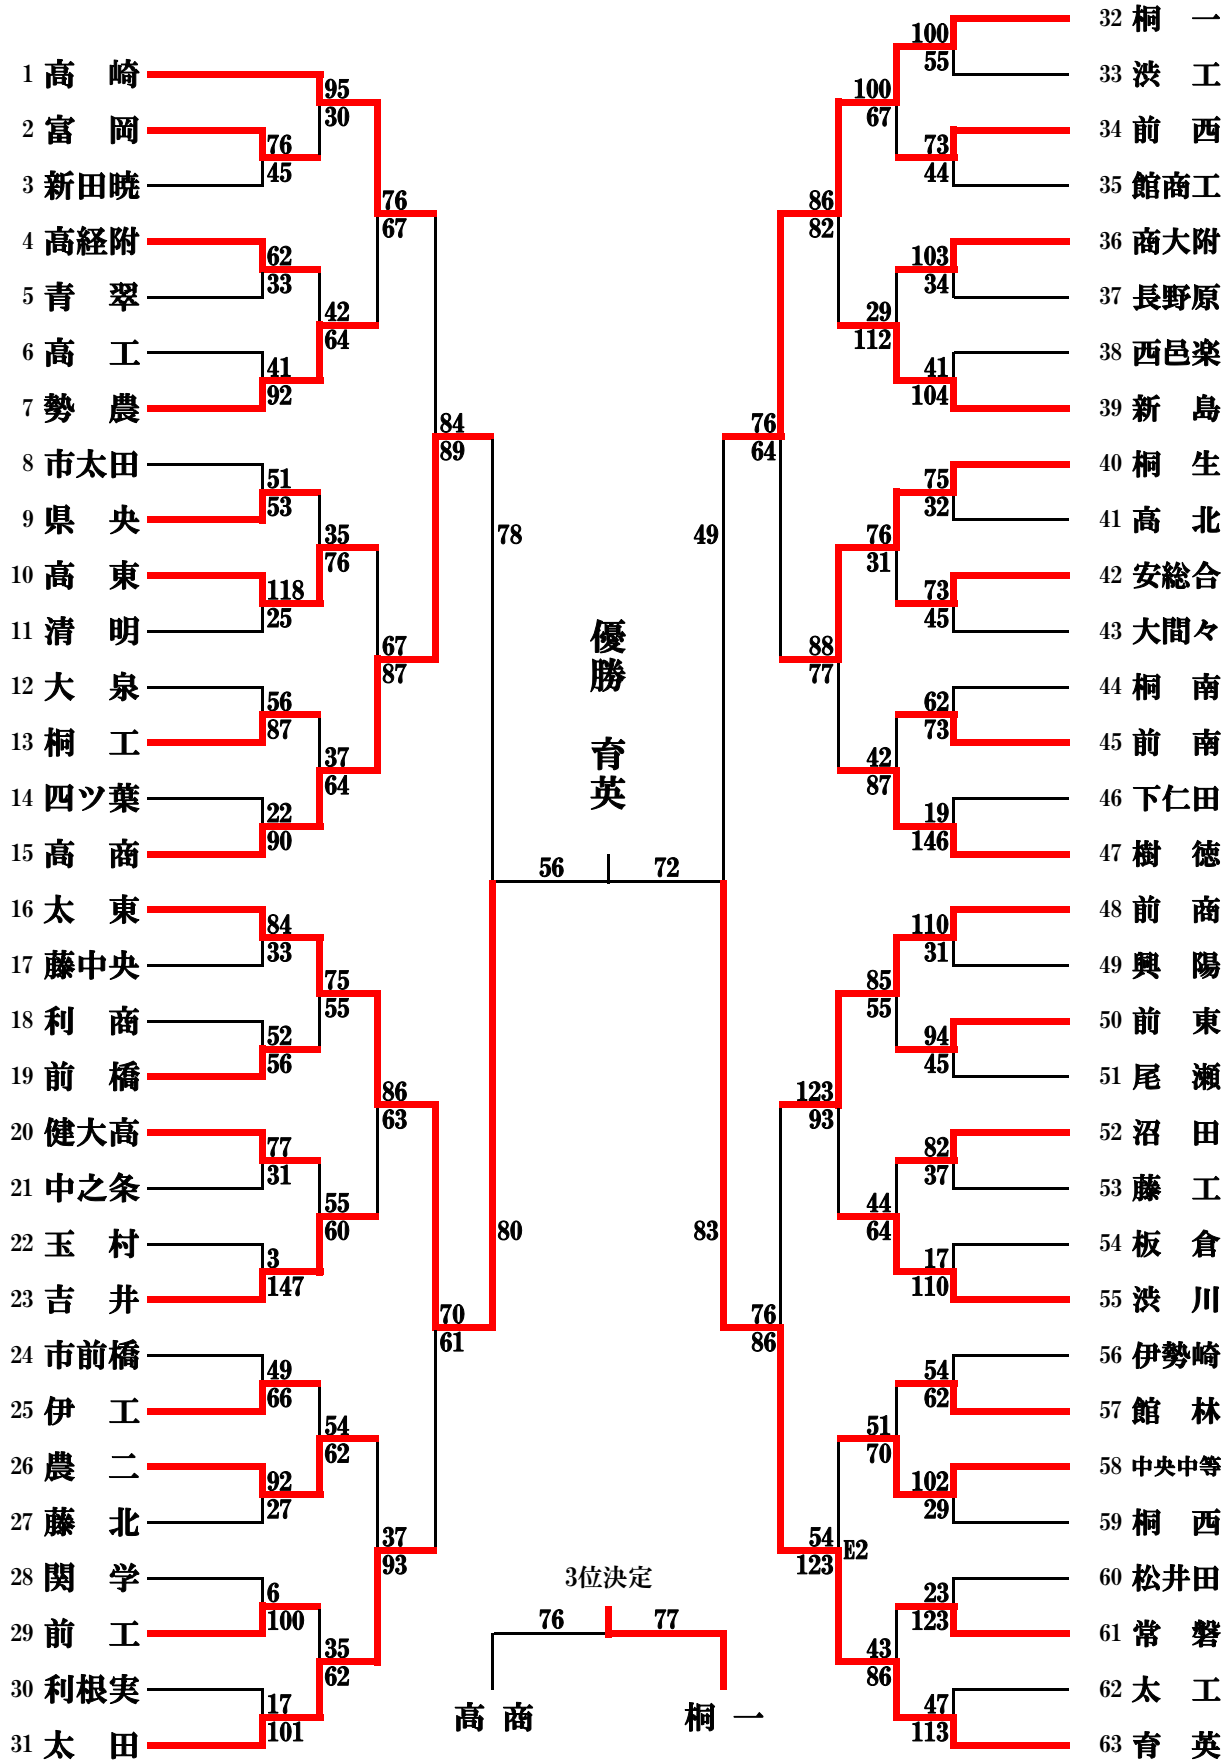 1 高崎
2 富岡
3 新田暁
4 高経附
5 青翠
6 高工
7 勢農
8 市太田
9 県央
10 高東
11 清明
12 大泉
13 桐工
14 四ツ葉
15 高商
16 太東
17 藤中央
18 利商
19 前橋
20 健大高
21 中之条
22 玉村
23 吉井
24 市前橋
25 伊工
26 農二
27 藤北
28 関学
29 前工
30 利根実
31 太田
95
30
76
45
62
33
41
92
51
53
118
25
56
87
22
90
84
33
52
56
77
31
3
147
49
66
92
27
6
100
17
101
42
64
35
76
37
64
75
55
55
60
54
62
35
62
76
67
67
87
86
63
37
93
84
89
70
61
78
80
優勝 育英
56 72
49
83
76
64
76
86
86
82
88
77
123
93
54
123
E2
100
67
29
112
76
31
42
87
85
55
44
64
51
70
43
86
100
55
73
44
103
34
41
104
75
32
73
45
62
73
19
146
110
31
94
45
82
37
17
110
54
62
102
29
23
123
47
113
32 桐一
33 渋工
34 前西
35 館商工
36 商大附
37 長野原
38 西邑楽
39 新島
40 桐生
41 高北
42 安総合
43 大間々
44 桐南
45 前南
46 下仁田
47 樹徳
48 前商
49 興陽
50 前東
51 尾瀬
52 沼田
53 藤工
54 板倉
55 渋川
56 伊勢崎
57 館林
58 中央中等
59 桐西
60 松井田
61 常磐
62 太工
63 育英
3位決定
76 77
高商 桐一